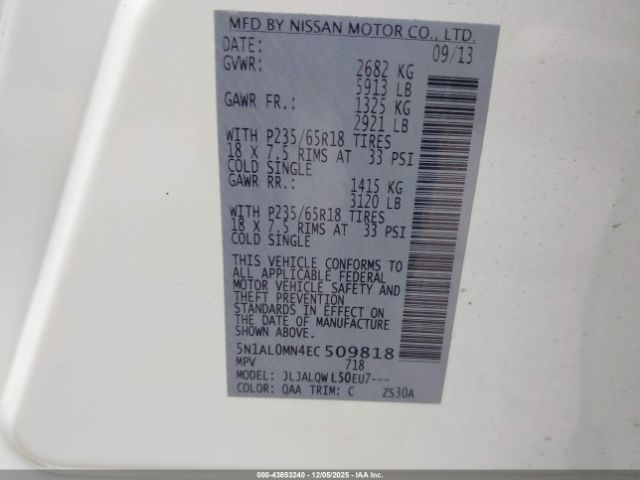 MFD BY NISSAN MOTOR CO., LTD.
DATE: 09/13
GVWR: 2682 KG
5913 LB
GAWR FR.: 1325 KG
2921 LB
WITH P235/65R18 TIRES
18 X 7.5 RIMS AT 33 PSI
COLD SINGLE
GAWR RR.: 1415 KG
3120 LB
WITH P235/65R18 TIRES
18 X 7.5 RIMS AT 33 PSI
COLD SINGLE
THIS VEHICLE CONFORMS TO
ALL APPLICABLE FEDERAL
MOTOR VEHICLE SAFETY AND
THEFT PREVENTION
STANDARDS IN EFFECT ON
THE DATE OF MANUFACTURE
SHOWN ABOVE.
5N1AL0MN4EC509818
MPV 718
MODEL: JLJALQWL50EU7---
COLOR: QAA TRIM: C ZS30A
000-43853240 - 12/05/2025 - IAA, Inc.